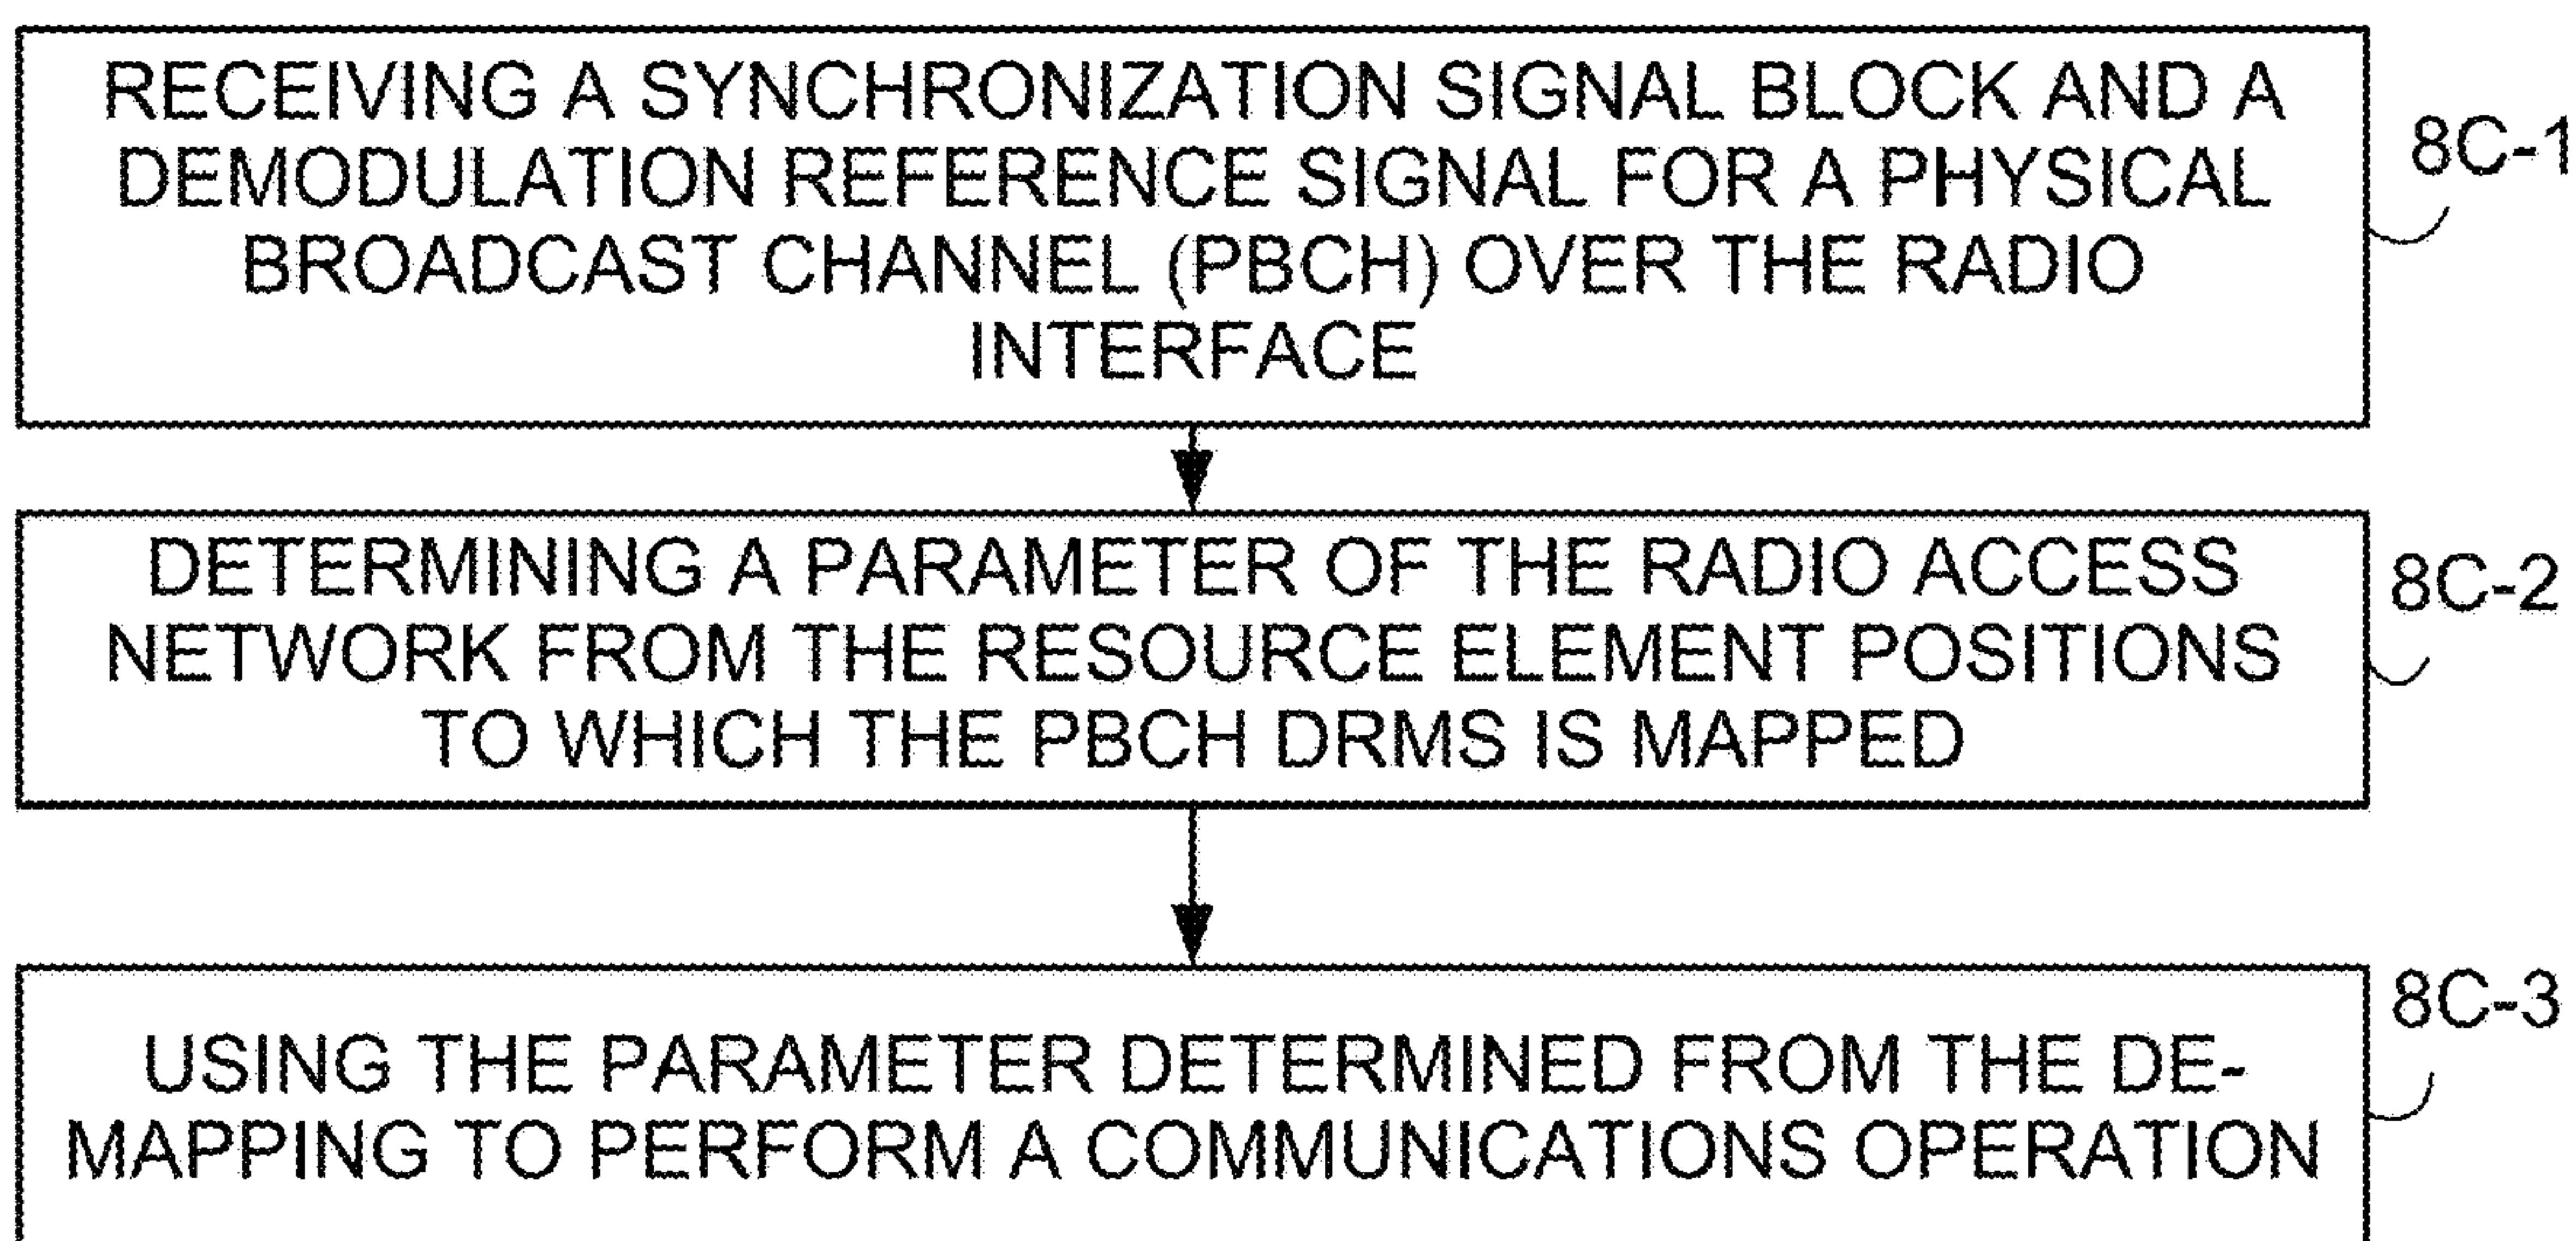 RECEIVING A SYNCHRONIZATION SIGNAL BLOCK AND A
DEMODULATION REFERENCE SIGNAL FOR A PHYSICAL
BROADCAST CHANNEL (PBCH) OVER THE RADIO
INTERFACE
8C-1
DETERMINING A PARAMETER OF THE RADIO ACCESS
NETWORK FROM THE RESOURCE ELEMENT POSITIONS
TO WHICH THE PBCH DRMS IS MAPPED
8C-2
USING THE PARAMETER DETERMINED FROM THE DE-
MAPPING TO PERFORM A COMMUNICATIONS OPERATION
8C-3